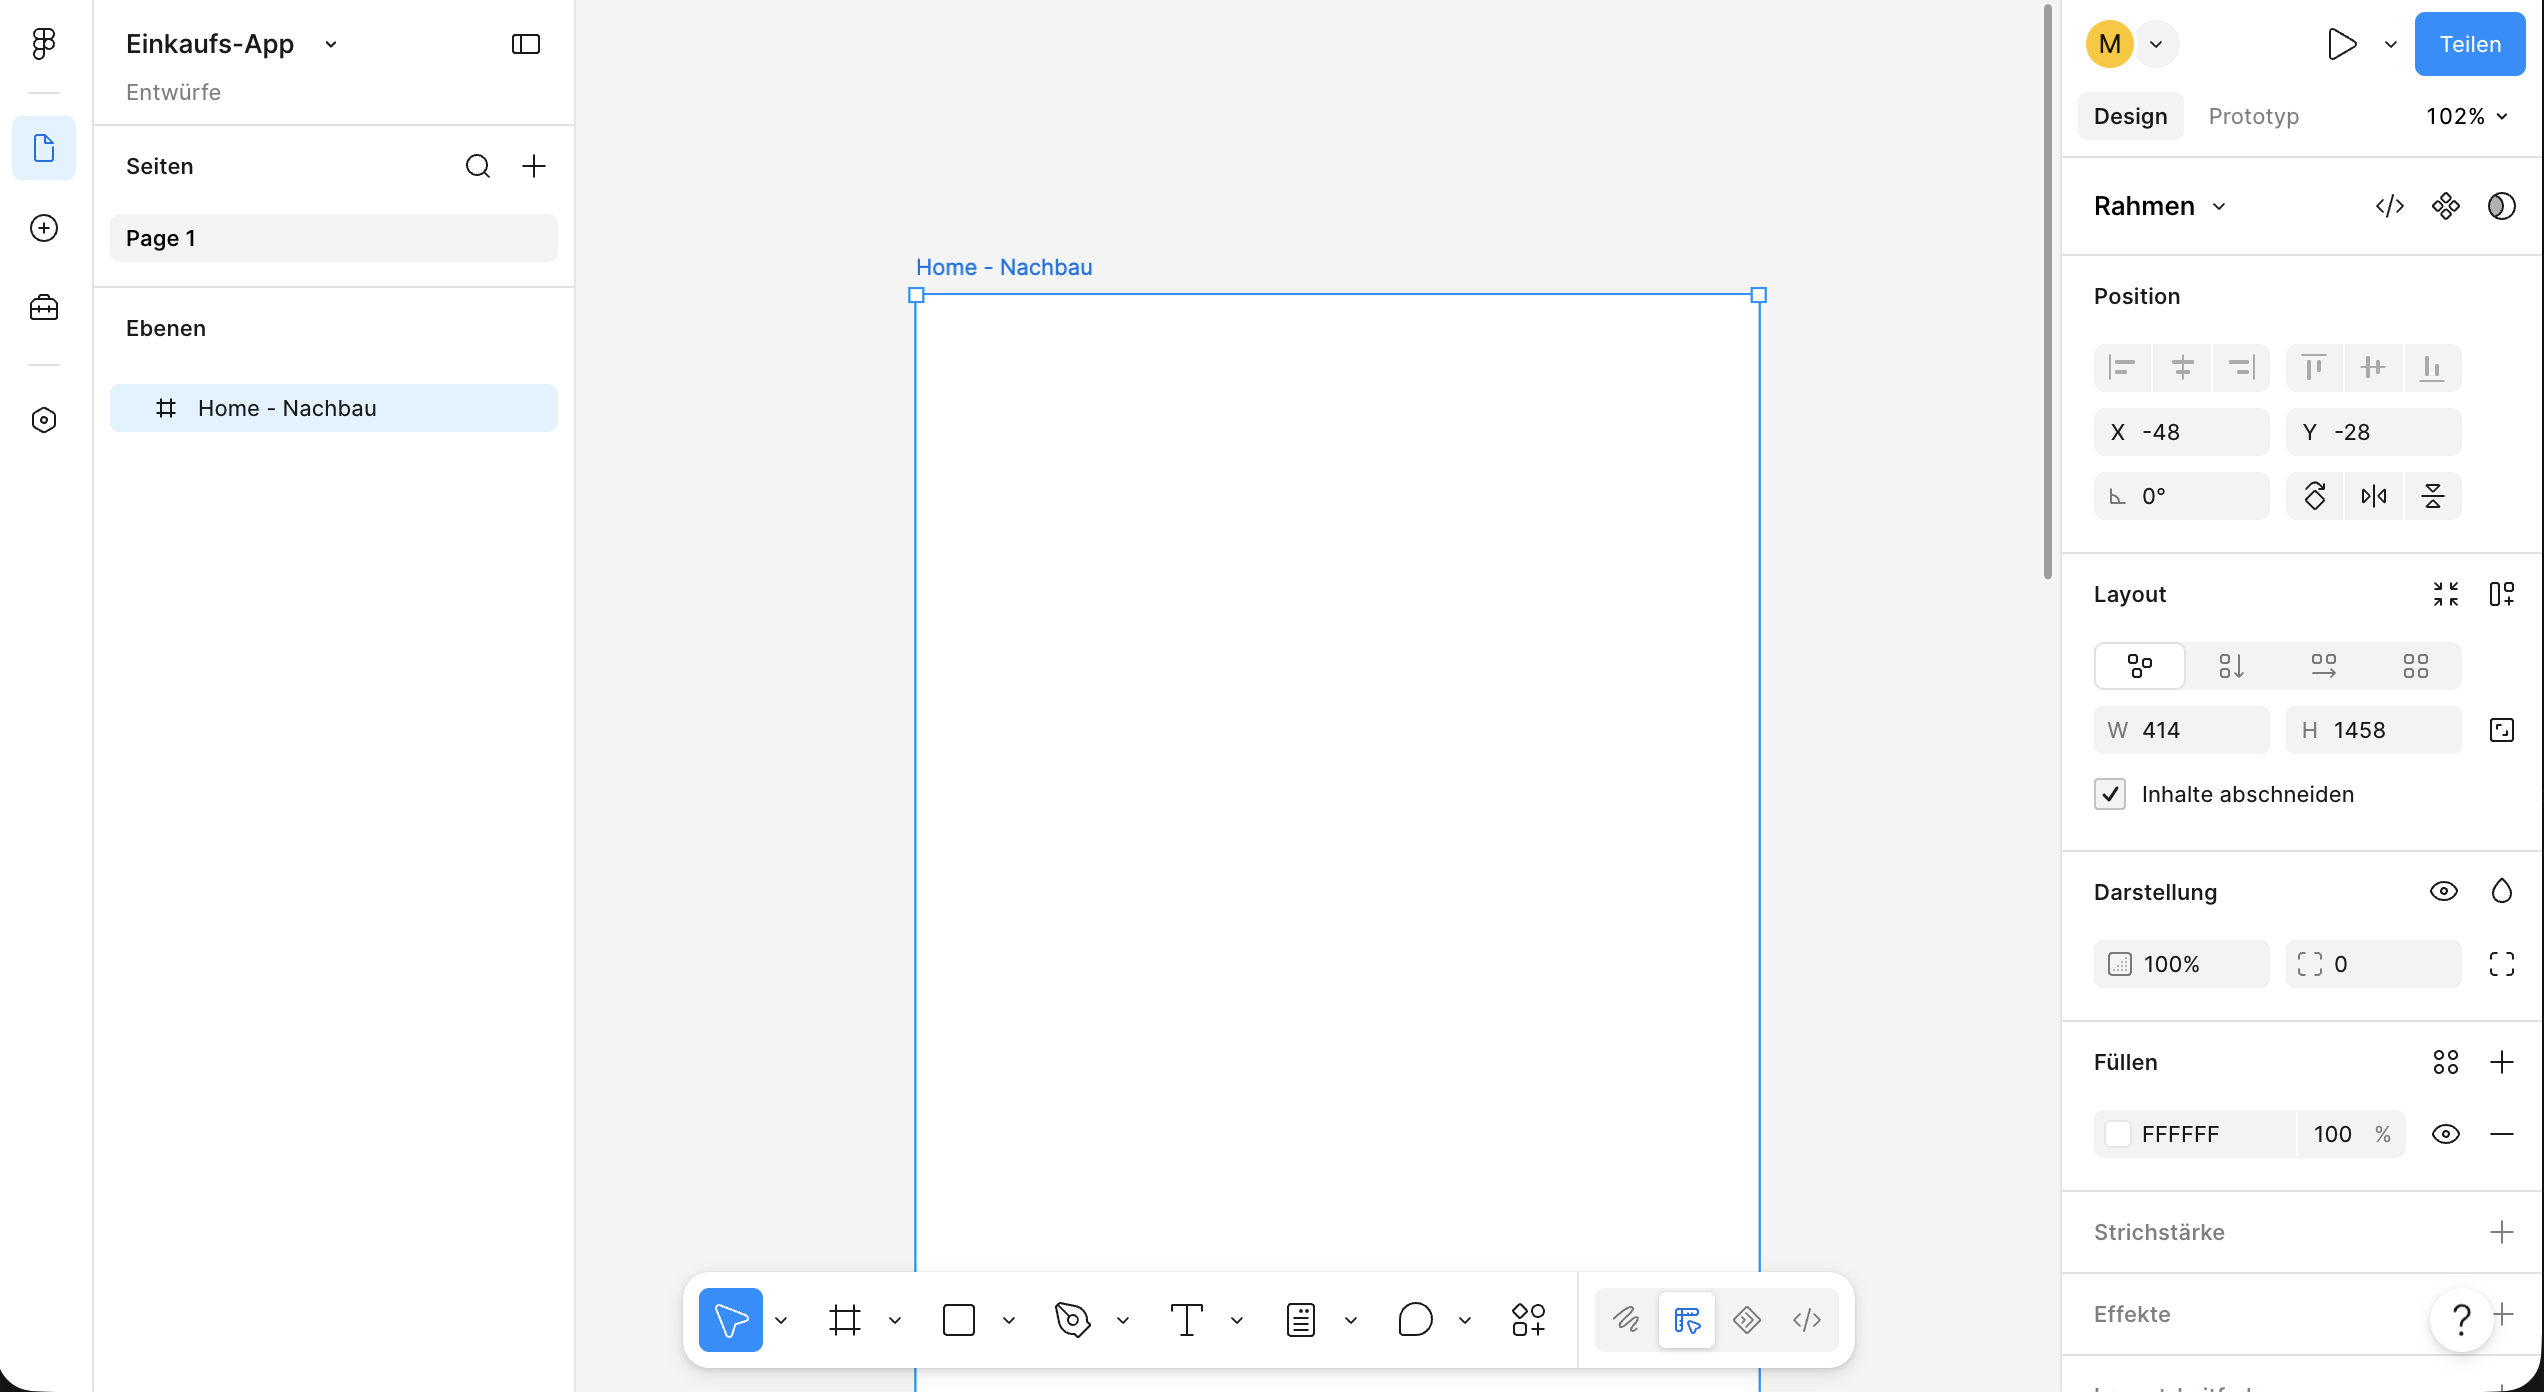 Einkaufs-App
Entwürfe
Seiten
Page 1
Ebenen
Home - Nachbau
Home - Nachbau
M
Teilen
Design
Prototyp
102%
Rahmen
Position
X -48
Y -28
0°
Layout
W 414
H 1458
Inhalte abschneiden
Darstellung
100%
0
Füllen
FFFFFF
100 %
Strichstärke
Effekte
?